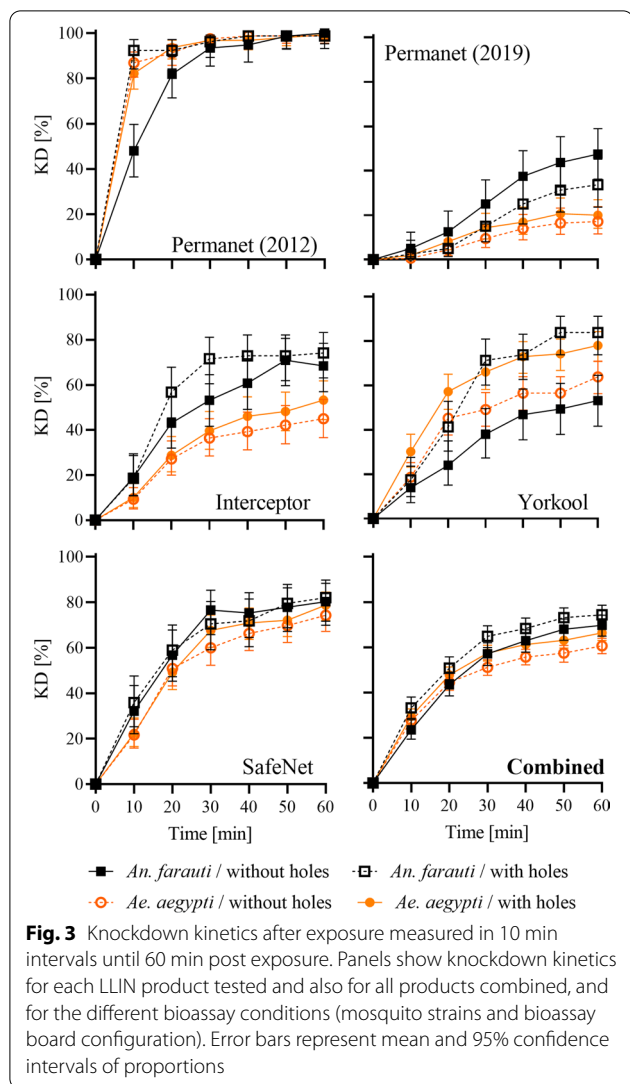 100
80
60
40
20
0
KD [%]
Permanet (2012)
Permanet (2019)
100
80
60
40
20
0
KD [%]
Interceptor
Yorkool
100
80
60
40
20
0
KD [%]
0 10 20 30 40 50 60
Time [min]
SafeNet
0 10 20 30 40 50 60
Time [min]
Combined
An. farauti / without holes
An. farauti / with holes
Ae. aegypti / without holes
Ae. aegypti / with holes
Fig. 3 Knockdown kinetics after exposure measured in 10 min
intervals until 60 min post exposure. Panels show knockdown kinetics
for each LLIN product tested and also for all products combined, and
for the different bioassay conditions (mosquito strains and bioassay
board configuration). Error bars represent mean and 95% confidence
intervals of proportions